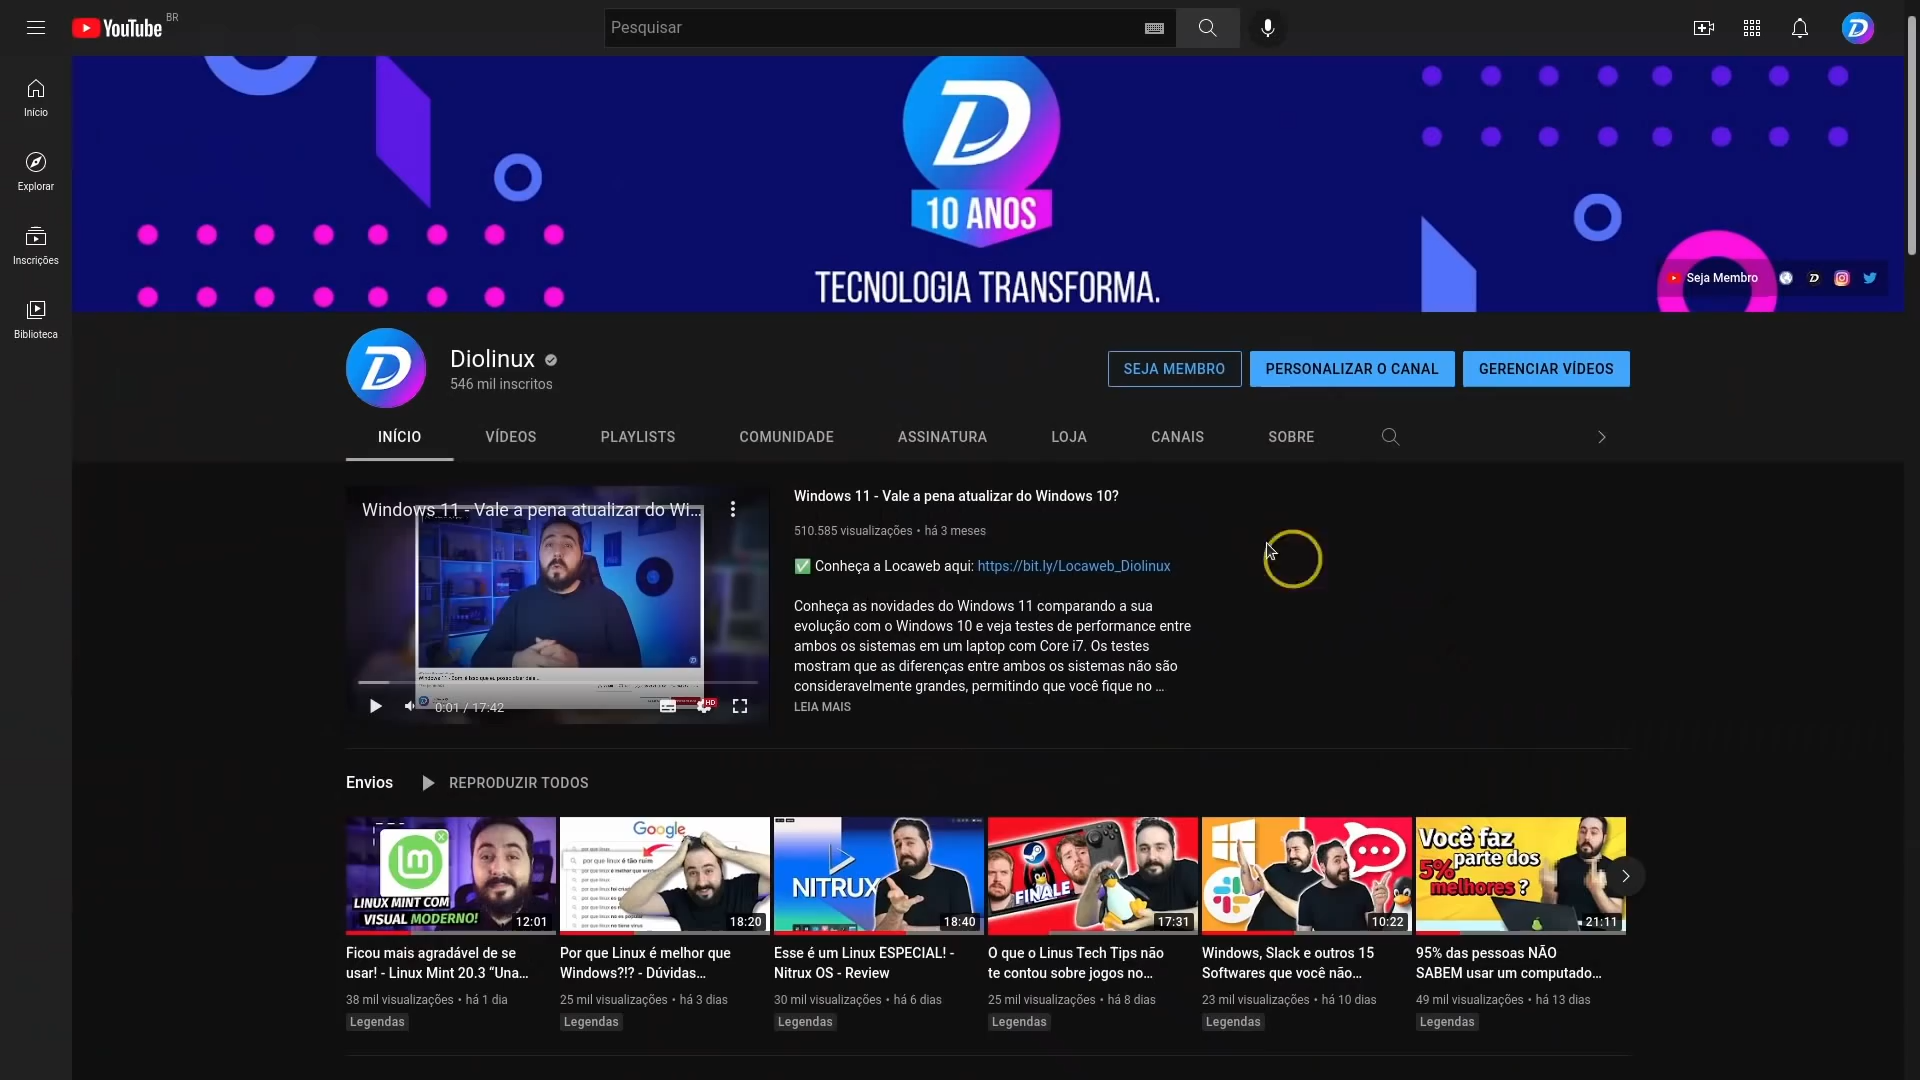 YouTube BR
Pesquisar
Início
Explorar
Inscrições
Biblioteca
10 ANOS
TECNOLOGIA TRANSFORMA.
Seja Membro
Diolinux
546 mil inscritos
SEJA MEMBRO
PERSONALIZAR O CANAL
GERENCIAR VÍDEOS
INÍCIO
VÍDEOS
PLAYLISTS
COMUNIDADE
ASSINATURA
LOJA
CANAIS
SOBRE
Windows 11 - Vale a pena atualizar do Wi...
0:01 / 17:42
HD
Windows 11 - Vale a pena atualizar do Windows 10?
510.585 visualizações • há 3 meses
✅ Conheça a Locaweb aqui: https://bit.ly/Locaweb_Diolinux
Conheça as novidades do Windows 11 comparando a sua
evolução com o Windows 10 e veja testes de performance entre
ambos os sistemas em um laptop com Core i7. Os testes
mostram que as diferenças entre ambos os sistemas não são
consideravelmente grandes, permitindo que você fique no ...
LEIA MAIS
Envios
REPRODUZIR TODOS
LINUX MINT COM
VISUAL MODERNO!
12:01
Ficou mais agradável de se
usar! - Linux Mint 20.3 “Una...
38 mil visualizações • há 1 dia
Legendas
Google
por que linux é tão ruim
18:20
Por que Linux é melhor que
Windows?!? - Dúvidas...
25 mil visualizações • há 3 dias
Legendas
NITRUX
18:40
Esse é um Linux ESPECIAL! -
Nitrux OS - Review
30 mil visualizações • há 6 dias
Legendas
FINALE
17:31
O que o Linus Tech Tips não
te contou sobre jogos no...
25 mil visualizações • há 8 dias
Legendas
10:22
Windows, Slack e outros 15
Softwares que você não...
23 mil visualizações • há 10 dias
Legendas
Você faz
parte dos
5%
melhores?
21:11
95% das pessoas NÃO
SABEM usar um computado...
49 mil visualizações • há 13 dias
Legendas